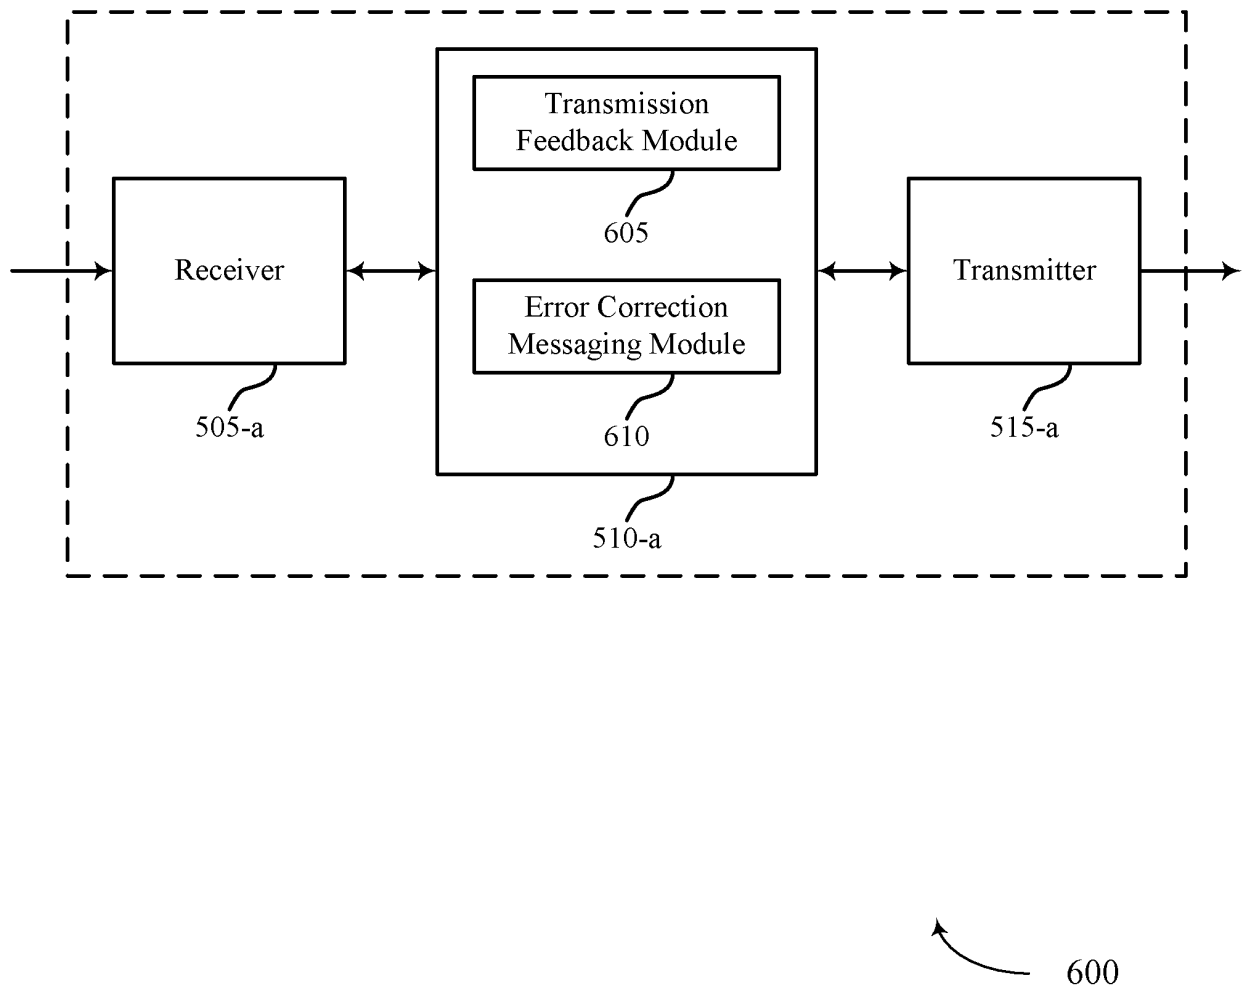 Transmission
Feedback Module
605
Receiver
Transmitter
Error Correction
Messaging Module
505-a
610
515-a
510-a
600